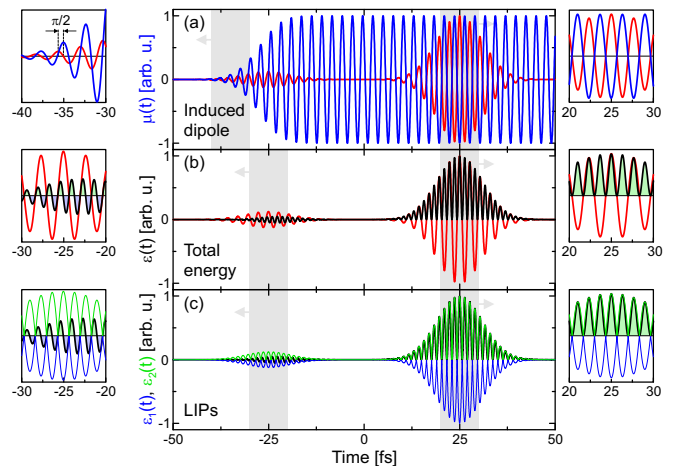 π/2
-40 -35 -30
(a)
μ(t) [arb. u.]
1
0
-1
Induced
dipole
20 25 30
-30 -25 -20
(b)
ε(t) [arb. u.]
1
0
-1
Total
energy
20 25 30
-30 -25 -20
(c)
ε₁(t), ε₂(t) [arb. u.]
1
0
-1
LIPs
-50 -25 0 25 50
Time [fs]
20 25 30